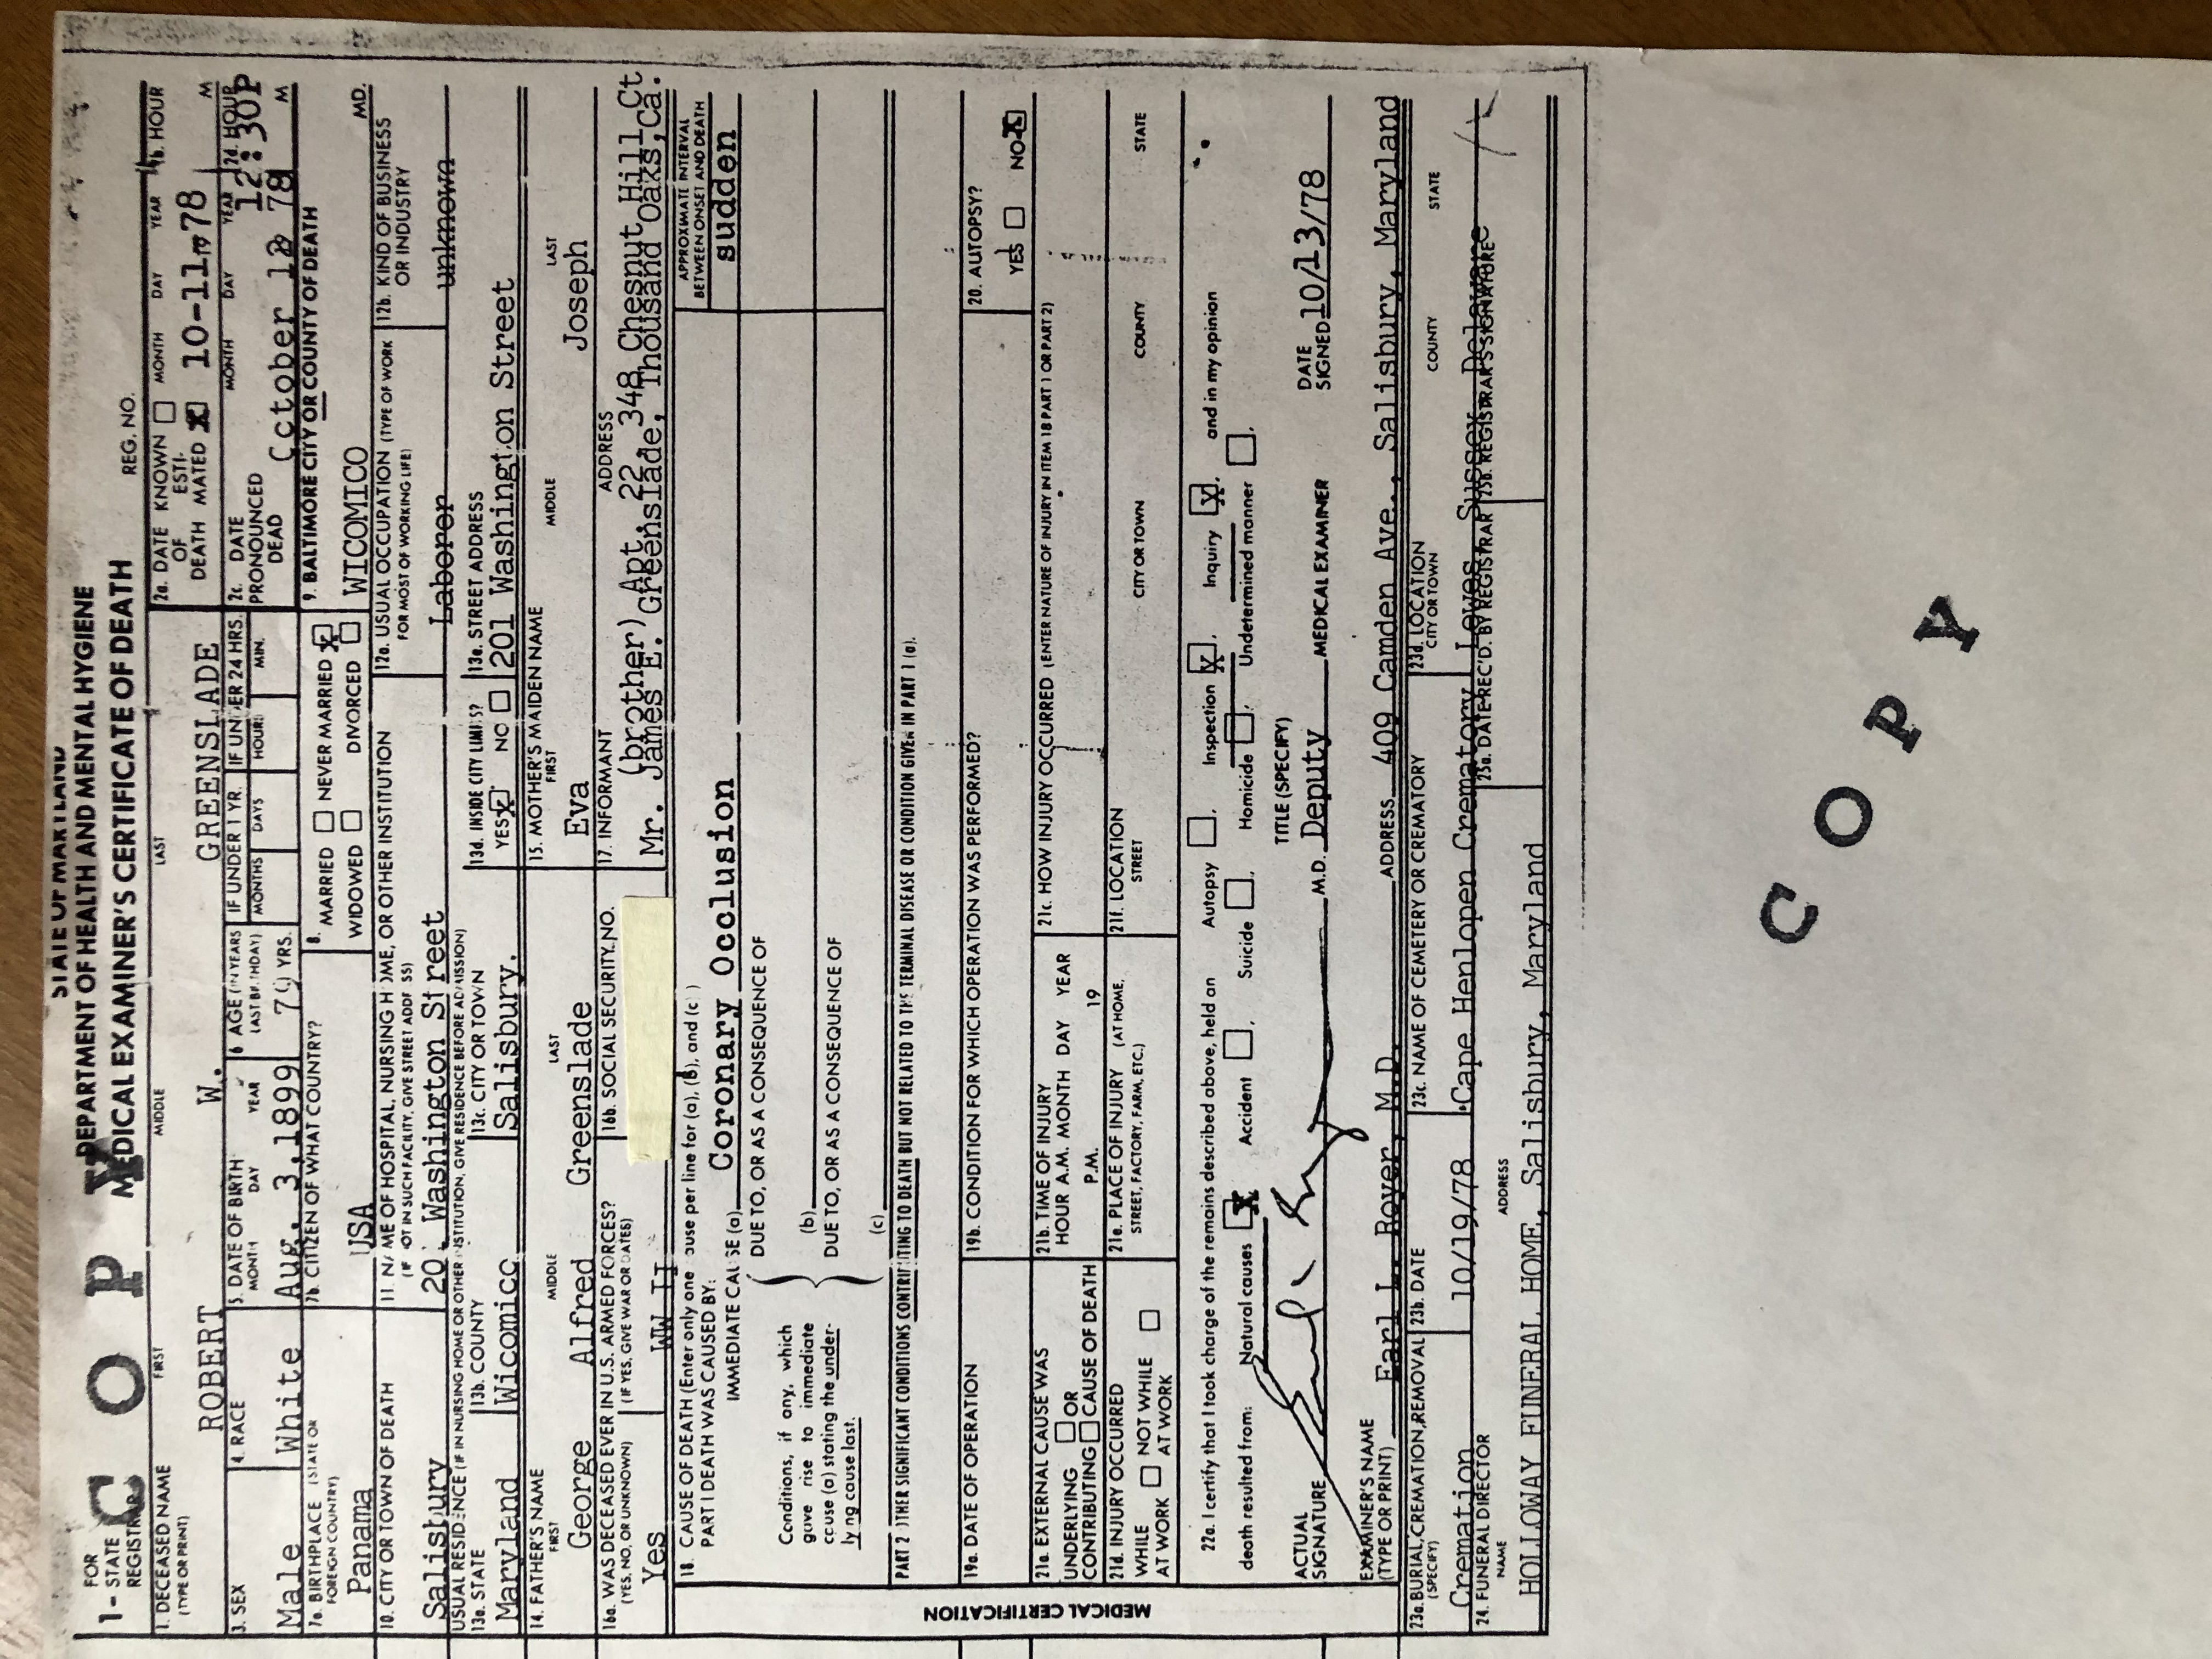 STATE OF MARYLAND
DEPARTMENT OF HEALTH AND MENTAL HYGIENE
MEDICAL EXAMINER'S CERTIFICATE OF DEATH
1- FOR STATE REGISTRAR
COPY
REG. NO.
1. DECEASED NAME (TYPE OR PRINT) FIRST MIDDLE LAST
ROBERT W. GREENSLADE
2a. DATE OF DEATH KNOWN ESTIMATED X MONTH DAY YEAR 2b. HOUR
10-11-1978 M
3. SEX 4. RACE 5. DATE OF BIRTH MONTH DAY YEAR 6 AGE (IN YEARS LAST BIRTHDAY) IF UNDER 1 YR. MONTHS DAYS IF UNDER 24 HRS. HOURS MIN.
Male White Aug. 3,1899 79 YRS.
2c. DATE PRONOUNCED DEAD MONTH DAY YEAR 2d. HOUR
October 78 12:30P M
7a. BIRTHPLACE (STATE OR FOREIGN COUNTRY) 7b. CITIZEN OF WHAT COUNTRY?
Panama USA
8. MARRIED NEVER MARRIED X
WIDOWED DIVORCED
9. BALTIMORE CITY OR COUNTY OF DEATH
WICOMICO MD.
10. CITY OR TOWN OF DEATH 11. NAME OF HOSPITAL, NURSING HOME, OR OTHER INSTITUTION
(IF NOT IN SUCH FACILITY, GIVE STREET ADDRESS)
Salisbury 201 Washington Street
12a. USUAL OCCUPATION (TYPE OF WORK FOR MOST OF WORKING LIFE) 12b. KIND OF BUSINESS OR INDUSTRY
Laborer unknown
USUAL RESIDENCE (IF IN NURSING HOME OR OTHER INSTITUTION, GIVE RESIDENCE BEFORE ADMISSION)
13a. STATE 13b. COUNTY 13c. CITY OR TOWN 13d. INSIDE CITY LIMITS? 13e. STREET ADDRESS
Maryland Wicomico Salisbury. YES X NO 201 Washington Street
14. FATHER'S NAME FIRST MIDDLE LAST 15. MOTHER'S MAIDEN NAME FIRST MIDDLE LAST
George Alfred Greenslade Eva Joseph
16a. WAS DECEASED EVER IN U.S. ARMED FORCES? 16b. SOCIAL SECURITY NO. 17. INFORMANT ADDRESS
(YES, NO, OR UNKNOWN) (IF YES, GIVE WAR OR DATES)
Yes WW II
(brother) Apt. 22, 348 Chesnut Hill Ct
Mr. James E. Greenslade, Thousand Oaks,Ca.
18. CAUSE OF DEATH (Enter only one cause per line for (a), (b), and (c) )
PART I DEATH WAS CAUSED BY:
APPROXIMATE INTERVAL BETWEEN ONSET AND DEATH
IMMEDIATE CAUSE (a) Coronary Occlusion sudden
DUE TO, OR AS A CONSEQUENCE OF
Conditions, if any, which
gave rise to immediate
cause (a) stating the under-
lying cause last.
(b)
DUE TO, OR AS A CONSEQUENCE OF
(c)
PART 2 OTHER SIGNIFICANT CONDITIONS CONTRIBUTING TO DEATH BUT NOT RELATED TO THE TERMINAL DISEASE OR CONDITION GIVEN IN PART 1 (a).
MEDICAL CERTIFICATION
19a. DATE OF OPERATION 19b. CONDITION FOR WHICH OPERATION WAS PERFORMED? 20. AUTOPSY?
YES NO X
21a. EXTERNAL CAUSE WAS
UNDERLYING OR
CONTRIBUTING CAUSE OF DEATH
21b. TIME OF INJURY
HOUR A.M. MONTH DAY YEAR
P.M. 19
21c. HOW INJURY OCCURRED (ENTER NATURE OF INJURY IN ITEM 18 PART 1 OR PART 2)
21d. INJURY OCCURRED
WHILE AT WORK NOT WHILE AT WORK
21e. PLACE OF INJURY (AT HOME, STREET, FACTORY, FARM, ETC.)
21f. LOCATION
STREET CITY OR TOWN COUNTY STATE
22a. I certify that I took charge of the remains described above, held an Autopsy , Inspection X , Inquiry X , and in my opinion
death resulted from: Natural causes X Accident , Suicide , Homicide , Undetermined manner .
TITLE (SPECIFY)
ACTUAL SIGNATURE M.D. Deputy MEDICAL EXAMINER DATE SIGNED 10/13/78
EXAMINER'S NAME (TYPE OR PRINT) Earl L. Royer, M.D. ADDRESS 409 Camden Ave., Salisbury, Maryland
23a. BURIAL, CREMATION, REMOVAL (SPECIFY) 23b. DATE 23c. NAME OF CEMETERY OR CREMATORY 23d. LOCATION CITY OR TOWN COUNTY STATE
Cremation 10/19/78 Cape Henlopen Crematory Lewes, Sussex, Delaware
24. FUNERAL DIRECTOR NAME ADDRESS 25a. DATE REC'D. BY REGISTRAR 25b. REGISTRAR'S SIGNATURE
HOLLOWAY FUNERAL HOME, Salisbury, Maryland
COPY